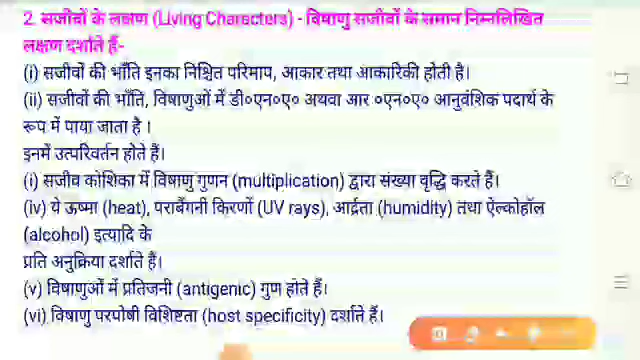 2. सजीवों के लक्षण (Living Characters) - विषाणु सजीवों के समान निम्नलिखित
लक्षण दर्शाते हैं-
(i) सजीवों की भाँति इनका निश्चित परिमाप, आकार तथा आकारिकी होती है।
(ii) सजीवों की भाँति, विषाणुओं में डी०एन०ए० अथवा आर ०एन०ए० आनुवंशिक पदार्थ के
रूप में पाया जाता है ।
इनमें उत्परिवर्तन होते हैं।
(i) सजीव कोशिका में विषाणु गुणन (multiplication) द्वारा संख्या वृद्धि करते हैं।
(iv) ये ऊष्मा (heat), पराबैंगनी किरणों (UV rays), आर्द्रता (humidity) तथा ऐल्कोहॉल
(alcohol) इत्यादि के
प्रति अनुक्रिया दर्शाते हैं।
(v) विषाणुओं में प्रतिजनी (antigenic) गुण होते हैं।
(vi) विषाणु परपोषी विशिष्टता (host specificity) दर्शाते हैं।